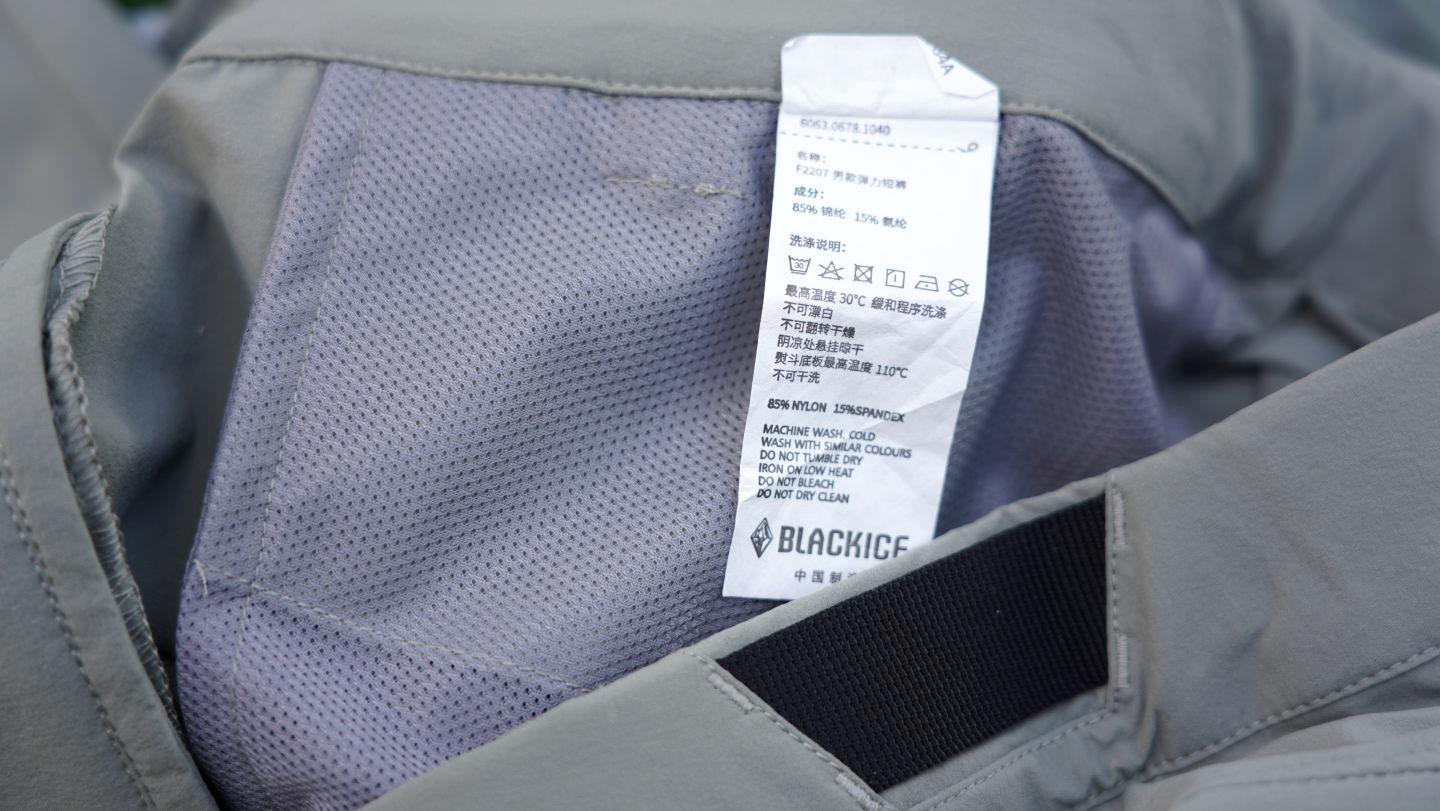 6063.0678.1040
名称：
F2207 男款弹力短裤
成分：
85% 锦纶 15% 氨纶
洗涤说明：
30
最高温度 30℃ 缓和程序洗涤
不可漂白
不可翻转干燥
阴凉处悬挂晾干
熨斗底板最高温度 110℃
不可干洗
85% NYLON 15%SPANDEX
MACHINE WASH, COLD
WASH WITH SIMILAR COLOURS
DO NOT TUMBLE DRY
IRON ON LOW HEAT
DO NOT BLEACH
DO NOT DRY CLEAN
BLACKICE
中国制